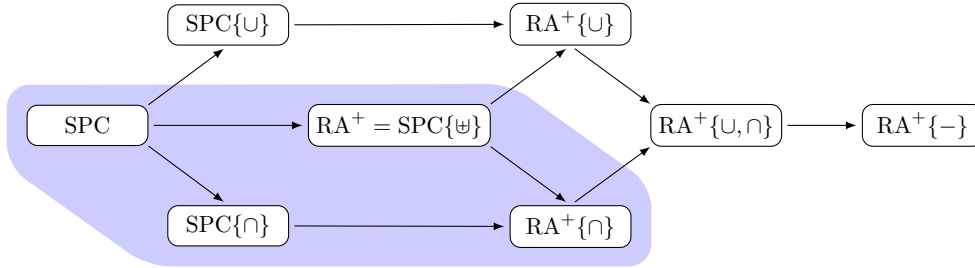 SPC{∪}
RA⁺{∪}
SPC
RA⁺ = SPC{⊎}
RA⁺{∪, ∩}
RA⁺{−}
SPC{∩}
RA⁺{∩}